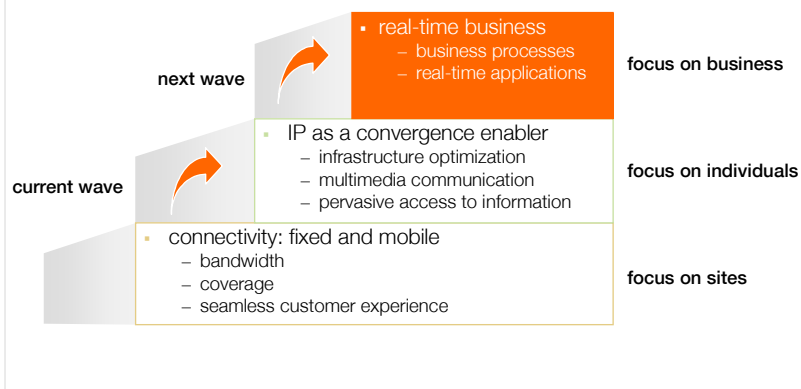 ▪ real-time business
– business processes
– real-time applications
next wave
focus on business
▪ IP as a convergence enabler
– infrastructure optimization
– multimedia communication
– pervasive access to information
current wave
focus on individuals
▪ connectivity: fixed and mobile
– bandwidth
– coverage
– seamless customer experience
focus on sites